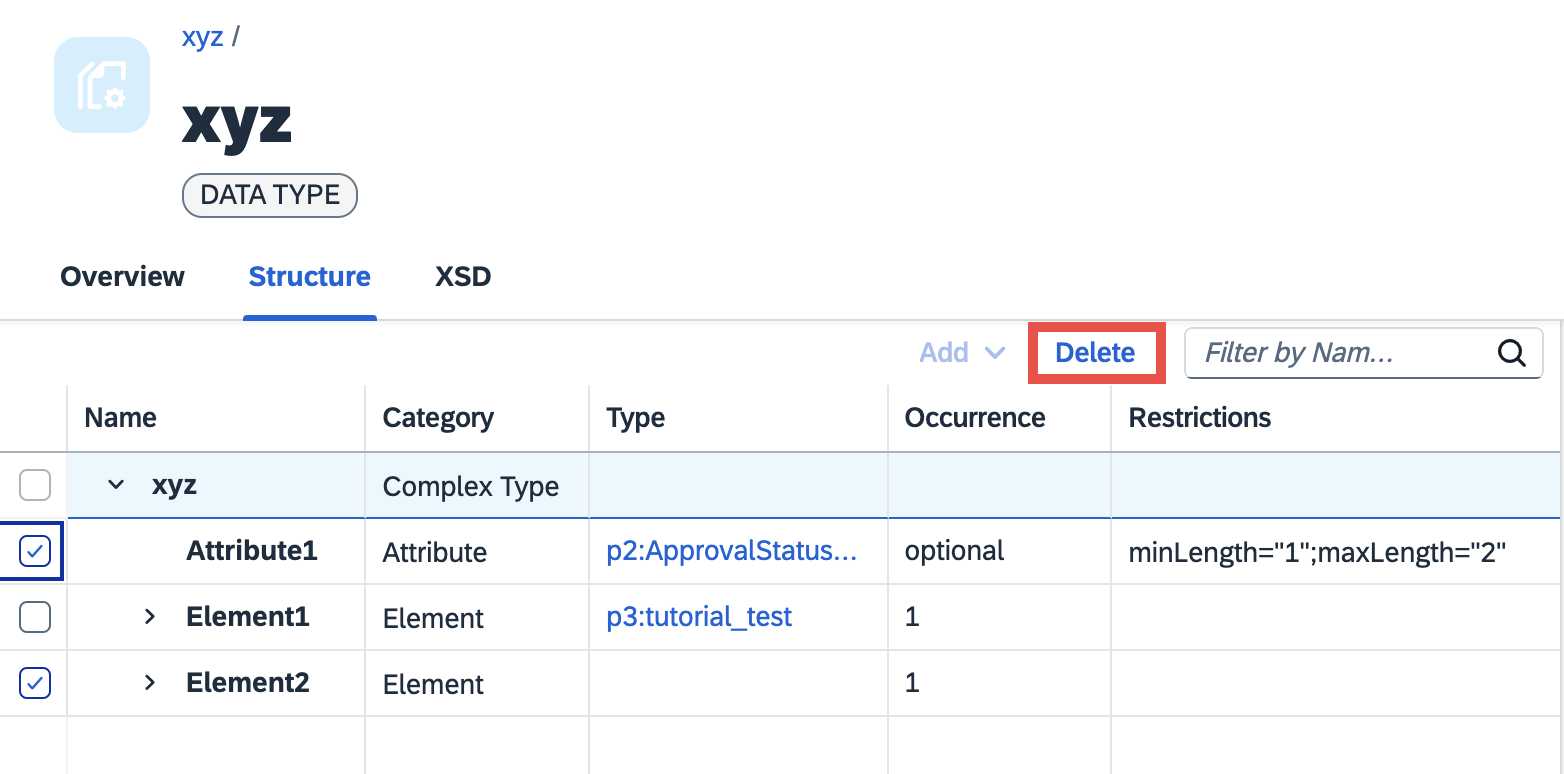 xyz /
xyz
DATA TYPE
Overview Structure XSD
Add Delete Filter by Nam...
Name Category Type Occurrence Restrictions
xyz Complex Type
Attribute1 Attribute p2:ApprovalStatus... optional minLength="1";maxLength="2"
Element1 Element p3:tutorial_test 1
Element2 Element 1